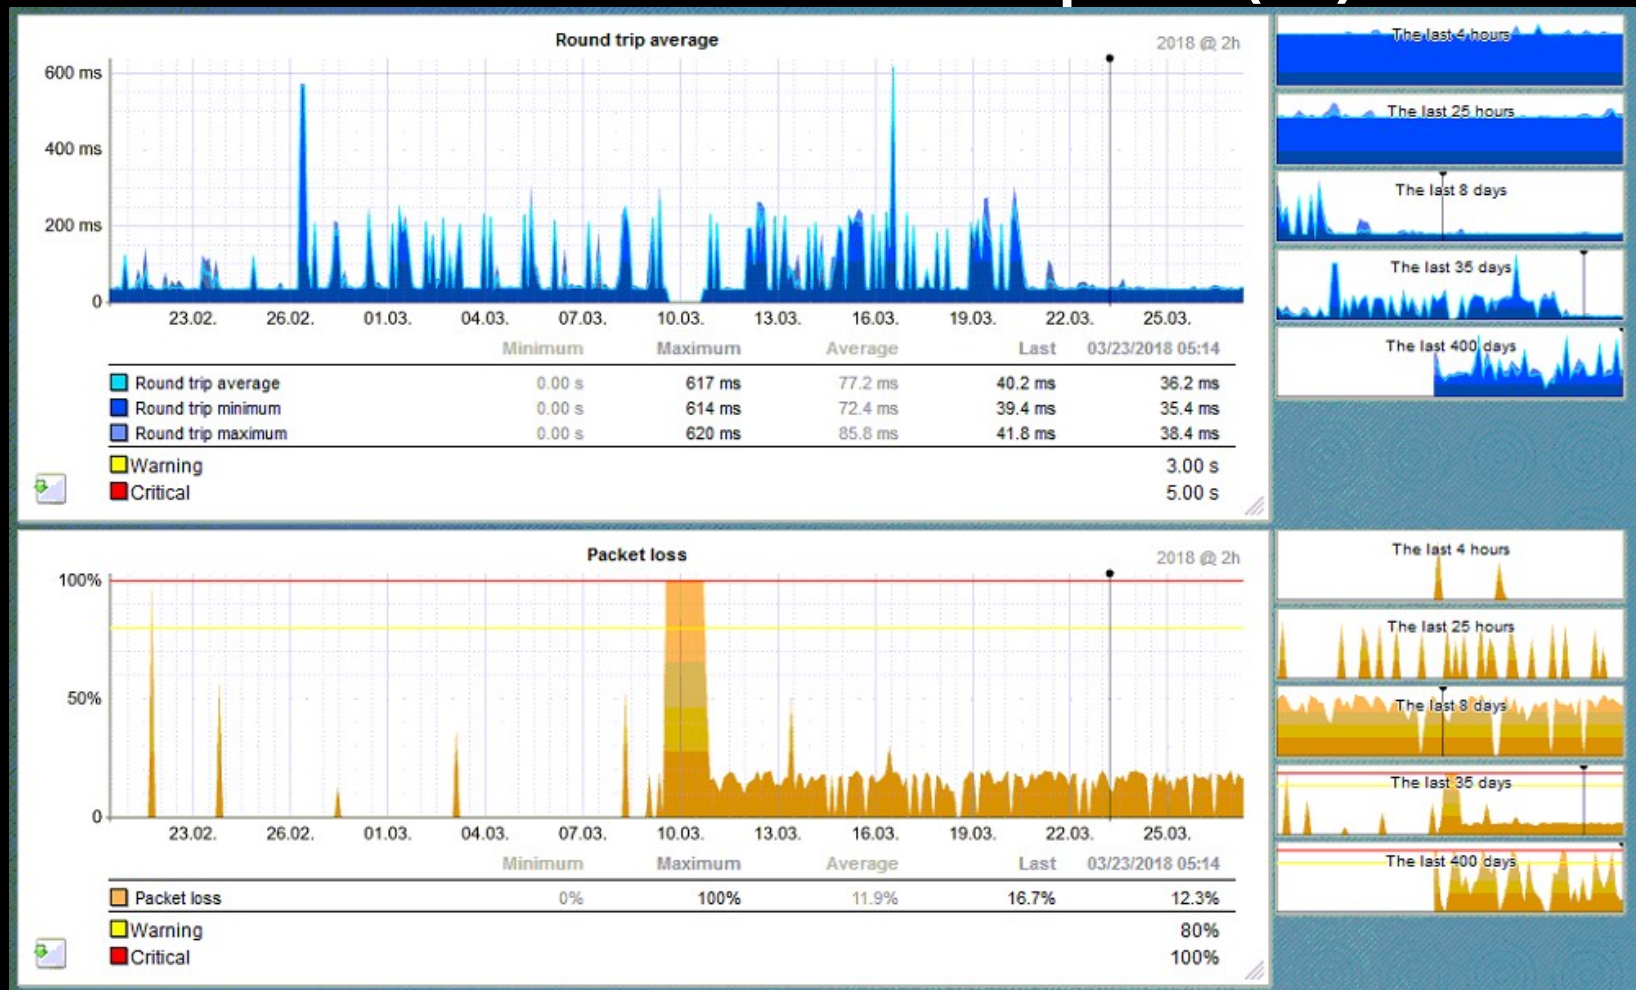 Round trip average
2018 @ 2h
600 ms
400 ms
200 ms
0
23.02. 26.02. 01.03. 04.03. 07.03. 10.03. 13.03. 16.03. 19.03. 22.03. 25.03.
Minimum Maximum Average Last 03/23/2018 05:14
Round trip average 0.00 s 617 ms 77.2 ms 40.2 ms 36.2 ms
Round trip minimum 0.00 s 614 ms 72.4 ms 39.4 ms 35.4 ms
Round trip maximum 0.00 s 620 ms 85.8 ms 41.8 ms 38.4 ms
Warning 3.00 s
Critical 5.00 s
The last 4 hours
The last 25 hours
The last 8 days
The last 35 days
The last 400 days
Packet loss
2018 @ 2h
100%
50%
0
23.02. 26.02. 01.03. 04.03. 07.03. 10.03. 13.03. 16.03. 19.03. 22.03. 25.03.
Minimum Maximum Average Last 03/23/2018 05:14
Packet loss 0% 100% 11.9% 16.7% 12.3%
Warning 80%
Critical 100%
The last 4 hours
The last 25 hours
The last 8 days
The last 35 days
The last 400 days